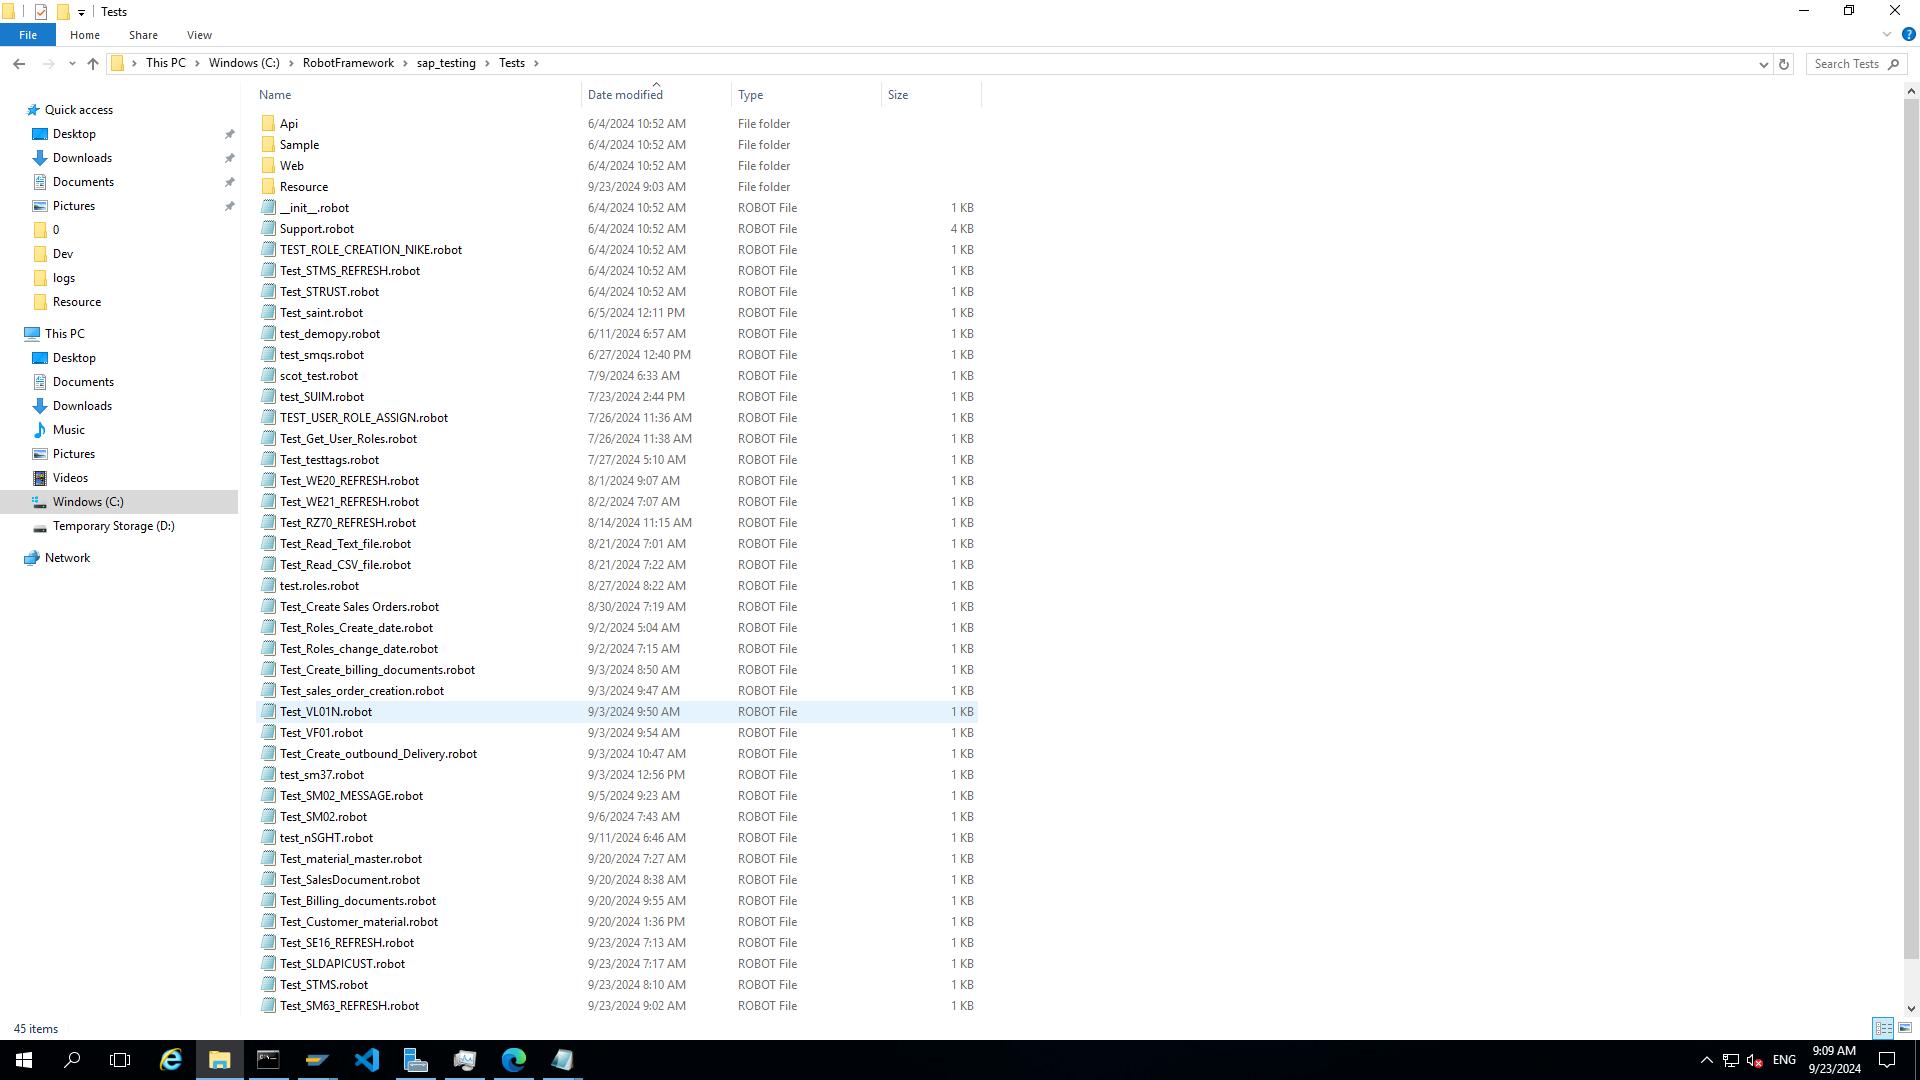 Tests
File Home Share View
This PC Windows (C:) RobotFramework sap_testing Tests
Search Tests
Name Date modified Type Size
Quick access
Desktop
Downloads
Documents
Pictures
0
Dev
logs
Resource
This PC
Desktop
Documents
Downloads
Music
Pictures
Videos
Windows (C:)
Temporary Storage (D:)
Network
Api 6/4/2024 10:52 AM File folder
Sample 6/4/2024 10:52 AM File folder
Web 6/4/2024 10:52 AM File folder
Resource 9/23/2024 9:03 AM File folder
__init__.robot 6/4/2024 10:52 AM ROBOT File 1 KB
Support.robot 6/4/2024 10:52 AM ROBOT File 4 KB
TEST_ROLE_CREATION_NIKE.robot 6/4/2024 10:52 AM ROBOT File 1 KB
Test_STMS_REFRESH.robot 6/4/2024 10:52 AM ROBOT File 1 KB
Test_STRUST.robot 6/4/2024 10:52 AM ROBOT File 1 KB
Test_saint.robot 6/5/2024 12:11 PM ROBOT File 1 KB
test_demopy.robot 6/11/2024 6:57 AM ROBOT File 1 KB
test_smqs.robot 6/27/2024 12:40 PM ROBOT File 1 KB
scot_test.robot 7/9/2024 6:33 AM ROBOT File 1 KB
test_SUIM.robot 7/23/2024 2:44 PM ROBOT File 1 KB
TEST_USER_ROLE_ASSIGN.robot 7/26/2024 11:36 AM ROBOT File 1 KB
Test_Get_User_Roles.robot 7/26/2024 11:38 AM ROBOT File 1 KB
Test_testtags.robot 7/27/2024 5:10 AM ROBOT File 1 KB
Test_WE20_REFRESH.robot 8/1/2024 9:07 AM ROBOT File 1 KB
Test_WE21_REFRESH.robot 8/2/2024 7:07 AM ROBOT File 1 KB
Test_RZ70_REFRESH.robot 8/14/2024 11:15 AM ROBOT File 1 KB
Test_Read_Text_file.robot 8/21/2024 7:01 AM ROBOT File 1 KB
Test_Read_CSV_file.robot 8/21/2024 7:22 AM ROBOT File 1 KB
test.roles.robot 8/27/2024 8:22 AM ROBOT File 1 KB
Test_Create Sales Orders.robot 8/30/2024 7:19 AM ROBOT File 1 KB
Test_Roles_Create_date.robot 9/2/2024 5:04 AM ROBOT File 1 KB
Test_Roles_change_date.robot 9/2/2024 7:15 AM ROBOT File 1 KB
Test_Create_billing_documents.robot 9/3/2024 8:50 AM ROBOT File 1 KB
Test_sales_order_creation.robot 9/3/2024 9:47 AM ROBOT File 1 KB
Test_VL01N.robot 9/3/2024 9:50 AM ROBOT File 1 KB
Test_VF01.robot 9/3/2024 9:54 AM ROBOT File 1 KB
Test_Create_outbound_Delivery.robot 9/3/2024 10:47 AM ROBOT File 1 KB
test_sm37.robot 9/3/2024 12:56 PM ROBOT File 1 KB
Test_SM02_MESSAGE.robot 9/5/2024 9:23 AM ROBOT File 1 KB
Test_SM02.robot 9/6/2024 7:43 AM ROBOT File 1 KB
test_nSGHT.robot 9/11/2024 6:46 AM ROBOT File 1 KB
Test_material_master.robot 9/20/2024 7:27 AM ROBOT File 1 KB
Test_SalesDocument.robot 9/20/2024 8:38 AM ROBOT File 1 KB
Test_Billing_documents.robot 9/20/2024 9:55 AM ROBOT File 1 KB
Test_Customer_material.robot 9/20/2024 1:36 PM ROBOT File 1 KB
Test_SE16_REFRESH.robot 9/23/2024 7:13 AM ROBOT File 1 KB
Test_SLDAPICUST.robot 9/23/2024 7:17 AM ROBOT File 1 KB
Test_STMS.robot 9/23/2024 8:10 AM ROBOT File 1 KB
Test_SM63_REFRESH.robot 9/23/2024 9:02 AM ROBOT File 1 KB
45 items
ENG
9:09 AM
9/23/2024